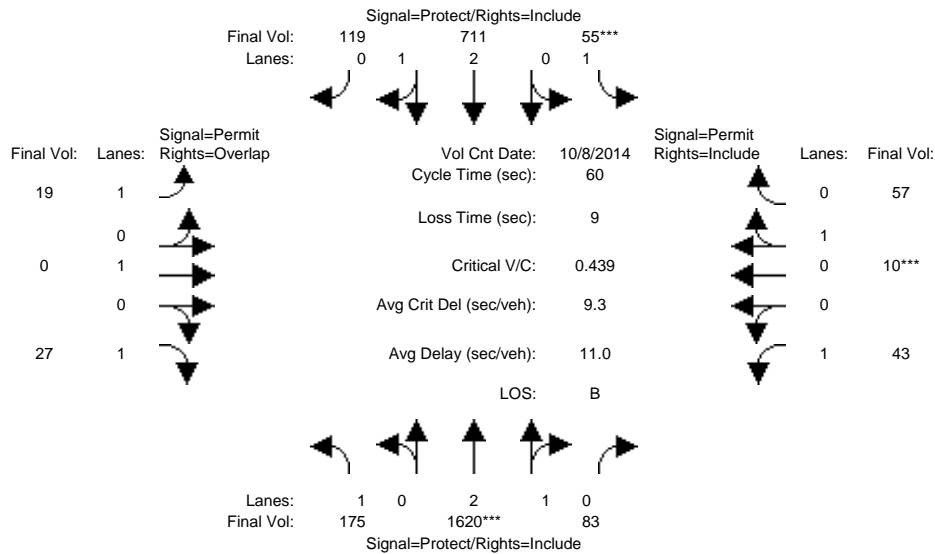 Signal=Protect/Rights=Include
Final Vol: 119 711 55***
Lanes: 0 1 2 0 1
Signal=Permit Signal=Permit
Final Vol: Lanes: Rights=Overlap Vol Cnt Date: 10/8/2014 Rights=Include Lanes: Final Vol:
Cycle Time (sec): 60
19 1 0 57
Loss Time (sec): 9
0 1
0 1 Critical V/C: 0.439 0 10***
0 Avg Crit Del (sec/veh): 9.3 0
27 1 Avg Delay (sec/veh): 11.0 1 43
LOS: B
Lanes: 1 0 2 1 0
Final Vol: 175 1620*** 83
Signal=Protect/Rights=Include